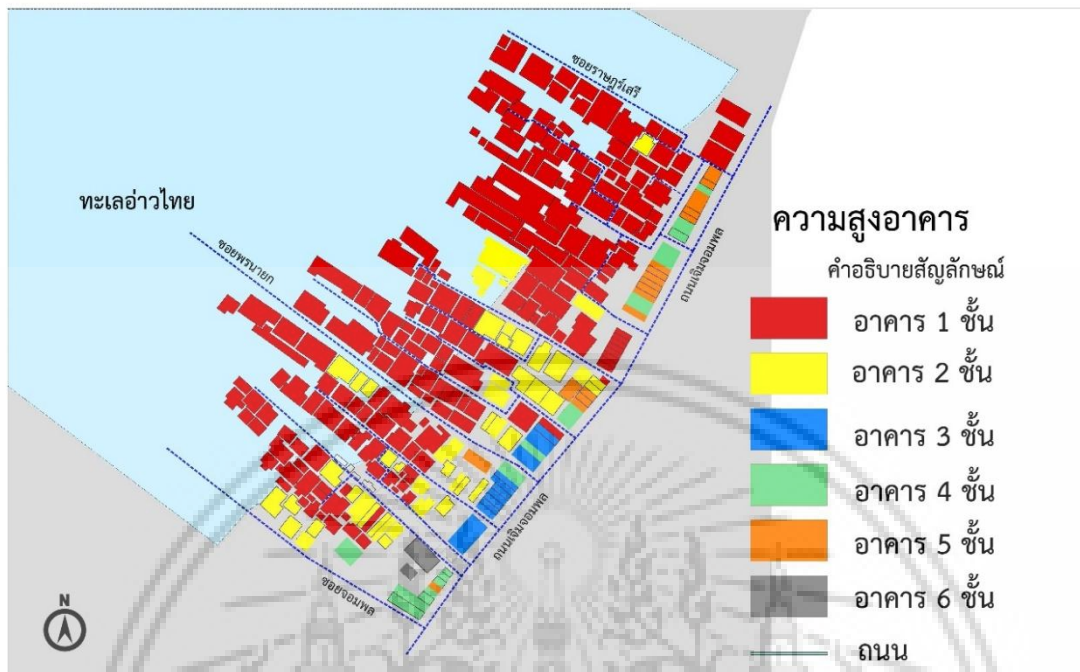 ซอยราษฎร์เสรี
ทะเลอ่าวไทย
ซอยพรนายก
ถนนเจิมจอมพล
ความสูงอาคาร
คำอธิบายสัญลักษณ์
อาคาร 1 ชั้น
อาคาร 2 ชั้น
อาคาร 3 ชั้น
อาคาร 4 ชั้น
อาคาร 5 ชั้น
อาคาร 6 ชั้น
ถนน
ถนนเจิมจอมพล
ซอยจอมพล
N